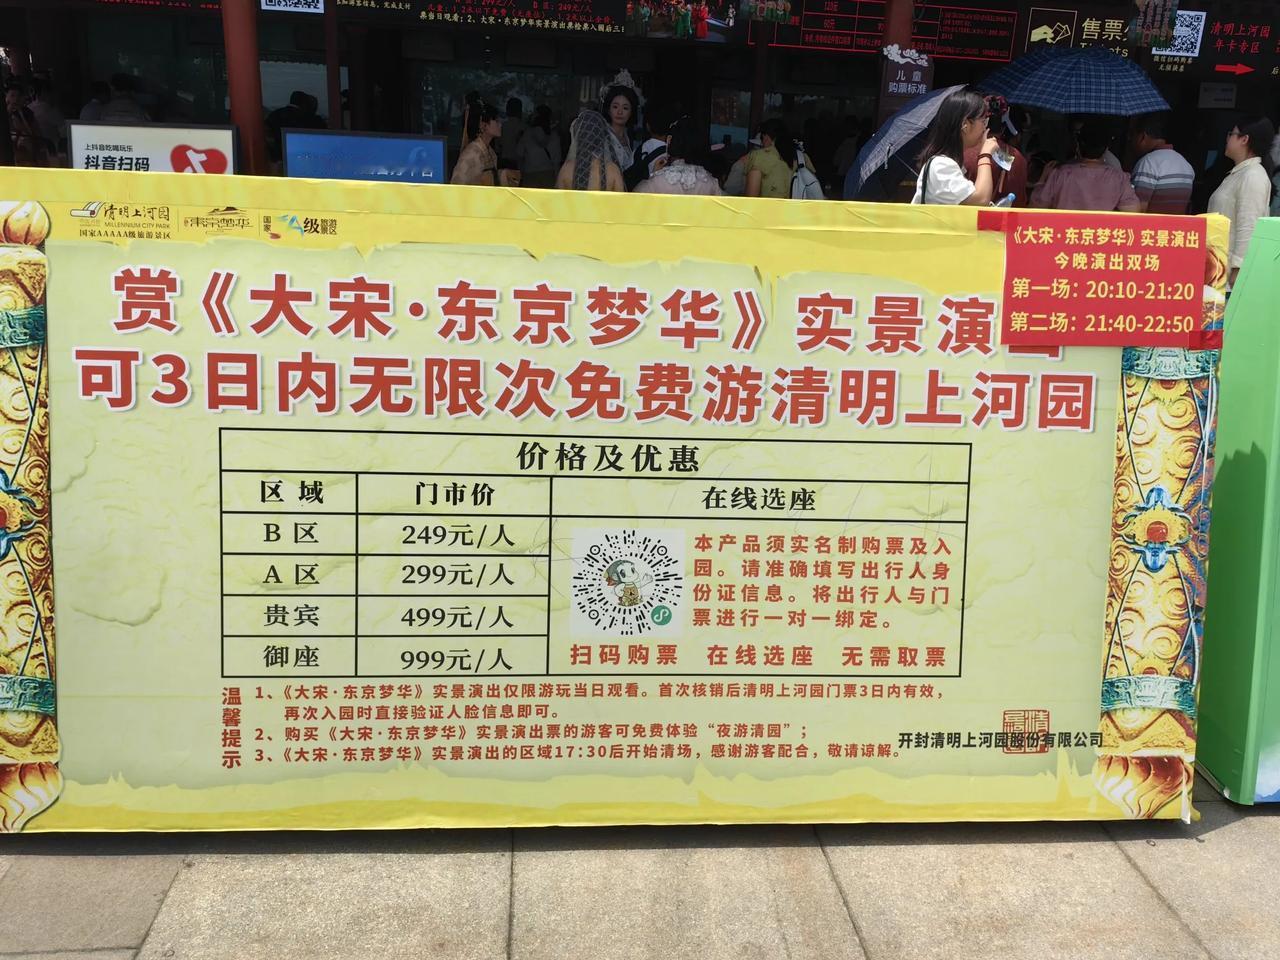 售票
儿童
购票标准
清明上河园
年卡专区
上抖音吃喝玩乐
抖音扫码
清明上河园
MILLENNIUM CITY PARK
国家AAAAA级旅游景区
国家
级
旅游景区
《大宋·东京梦华》实景演出
今晚演出双场
第一场：20:10-21:20
第二场：21:40-22:50
赏《大宋·东京梦华》实景演
可3日内无限次免费游清明上河园
价格及优惠
区域 门市价 在线选座
B区 249元/人
A区 299元/人
贵宾 499元/人
御座 999元/人
本产品须实名制购票及入
园。请准确填写出行人身
份证信息。将出行人与门
票进行一对一绑定。
扫码购票 在线选座 无需取票
温馨提示
1、《大宋·东京梦华》实景演出仅限游玩当日观看。首次核销后清明上河园门票3日内有效，
再次入园时直接验证人脸信息即可。
2、购买《大宋·东京梦华》实景演出票的游客可免费体验“夜游清园”；
3、《大宋·东京梦华》实景演出的区域17:30后开始清场，感谢游客配合，敬请谅解。
开封清明上河园股份有限公司